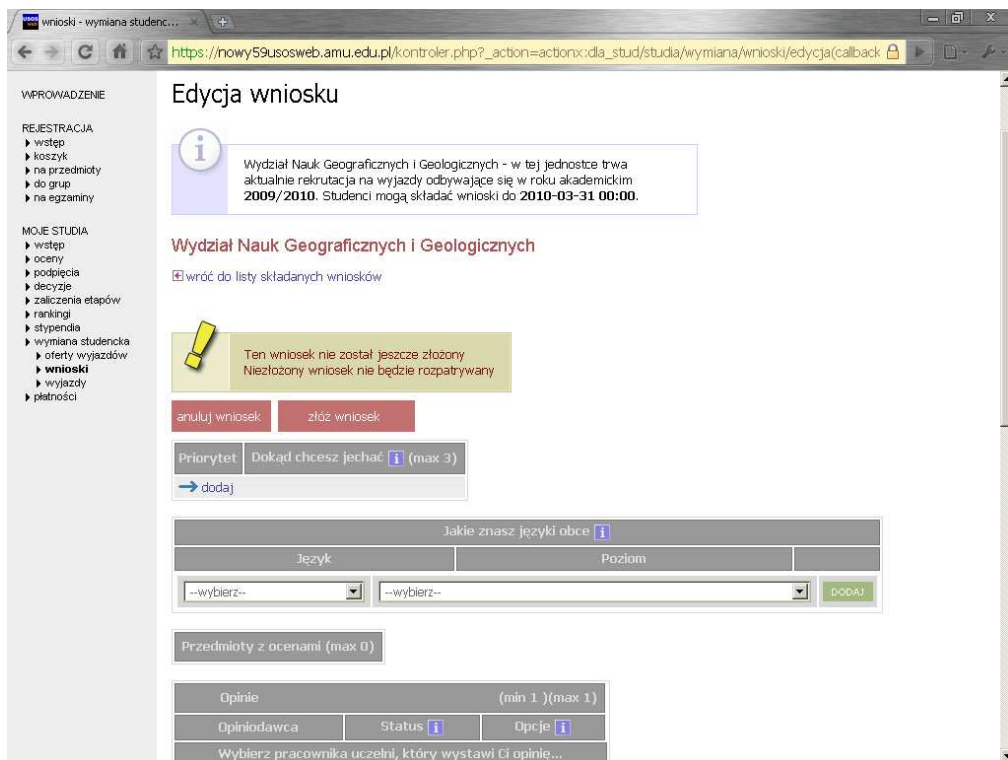 wnioski - wymiana studenc...
https://nowy59usosweb.amu.edu.pl/kontroler.php?_action=actionx:dla_stud/studia/wymiana/wnioski/edycja(callback
WPROWADZENIE
REJESTRACJA
wstęp
koszyk
na przedmioty
do grup
na egzaminy
MOJE STUDIA
wstęp
oceny
podpięcia
decyzje
zaliczenia etapów
rankingi
stypendia
wymiana studencka
oferty wyjazdów
wnioski
wyjazdy
płatności
Edycja wniosku
Wydział Nauk Geograficznych i Geologicznych - w tej jednostce trwa
aktualnie rekrutacja na wyjazdy odbywające się w roku akademickim
2009/2010. Studenci mogą składać wnioski do 2010-03-31 00:00.
Wydział Nauk Geograficznych i Geologicznych
wróć do listy składanych wniosków
Ten wniosek nie został jeszcze złożony
Niezłożony wniosek nie będzie rozpatrywany
anuluj wniosek złóż wniosek
Priorytet Dokąd chcesz jechać i (max 3)
dodaj
Jakie znasz języki obce i
Język Poziom
--wybierz-- --wybierz-- DODAJ
Przedmioty z ocenami (max 0)
Opinie (min 1 )(max 1)
Opiniodawca Status i Opcje i
Wybierz pracownika uczelni, który wystawi Ci opinię...